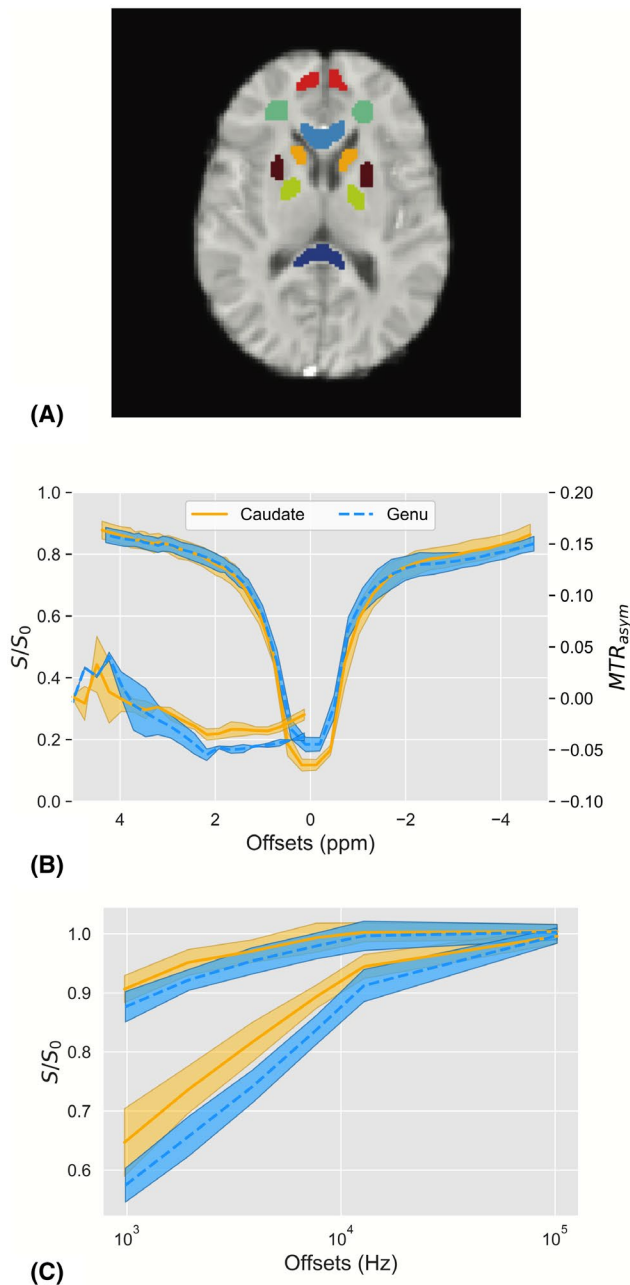 (A)
1.0
0.8
0.6
0.4
0.2
0.0
S/S₀
Caudate
Genu
0.20
0.15
0.10
0.05
0.00
−0.05
−0.10
MTRasym
4
2
0
−2
−4
Offsets (ppm)
(B)
1.0
0.9
0.8
0.7
0.6
S/S₀
10³
10⁴
10⁵
Offsets (Hz)
(C)